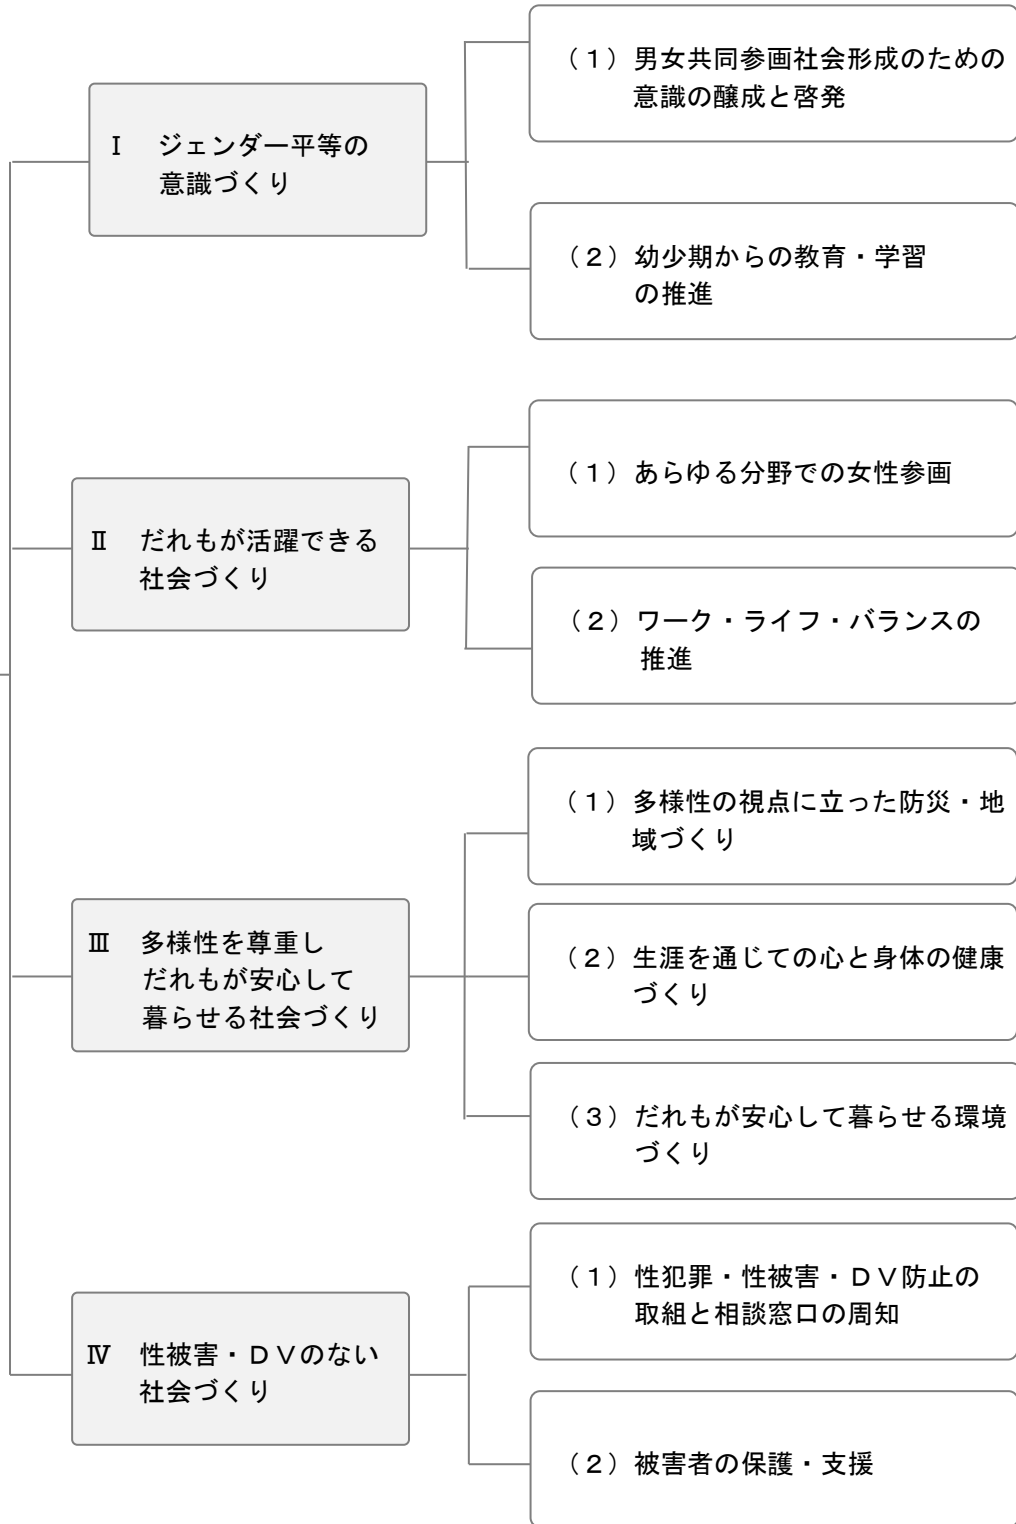 Ⅰ　ジェンダー平等の
意識づくり
（１）男女共同参画社会形成のための
意識の醸成と啓発
（２）幼少期からの教育・学習
の推進
Ⅱ　だれもが活躍できる
社会づくり
（１）あらゆる分野での女性参画
（２）ワーク・ライフ・バランスの
推進
Ⅲ　多様性を尊重し
だれもが安心して
暮らせる社会づくり
（１）多様性の視点に立った防災・地
域づくり
（２）生涯を通じての心と身体の健康
づくり
（３）だれもが安心して暮らせる環境
づくり
Ⅳ　性被害・ＤＶのない
社会づくり
（１）性犯罪・性被害・ＤＶ防止の
取組と相談窓口の周知
（２）被害者の保護・支援